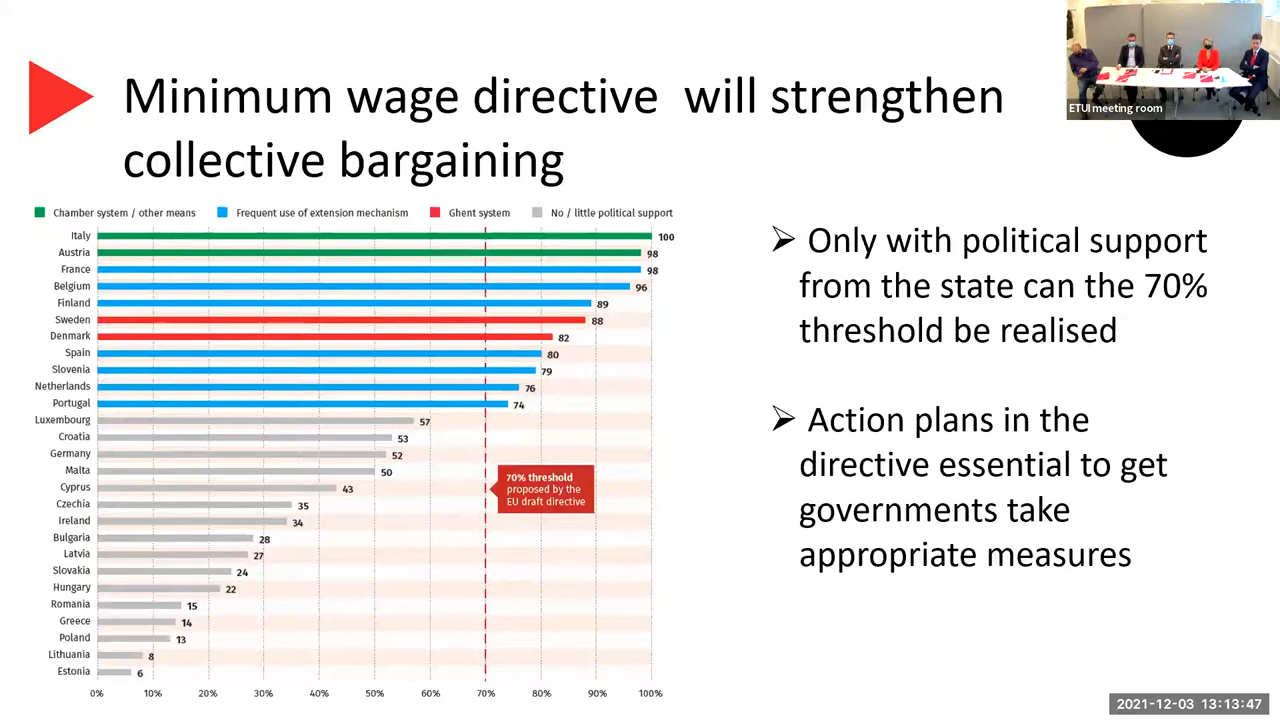 Minimum wage directive will strengthen
collective bargaining
ETUI meeting room
Chamber system / other means
Frequent use of extension mechanism
Ghent system
No / little political support
Italy 100
Austria 98
France 98
Belgium 96
Finland 89
Sweden 88
Denmark 82
Spain 80
Slovenia 79
Netherlands 76
Portugal 74
Luxembourg 57
Croatia 53
Germany 52
Malta 50
Cyprus 43
Czechia 35
Ireland 34
Bulgaria 28
Latvia 27
Slovakia 24
Hungary 22
Romania 15
Greece 14
Poland 13
Lithuania 8
Estonia 6
0% 10% 20% 30% 40% 50% 60% 70% 80% 90% 100%
70% threshold
proposed by the
EU draft directive
Only with political support
from the state can the 70%
threshold be realised
Action plans in the
directive essential to get
governments take
appropriate measures
2021-12-03 13:13:47